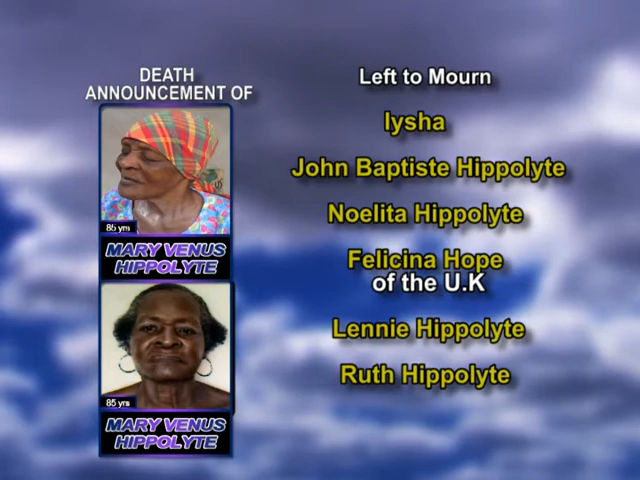 DEATH
ANNOUNCEMENT OF
85 yrs
MARY VENUS
HIPPOLYTE
85 yrs
MARY VENUS
HIPPOLYTE
Left to Mourn
Iysha
John Baptiste Hippolyte
Noelita Hippolyte
Felicina Hope
of the U.K
Lennie Hippolyte
Ruth Hippolyte